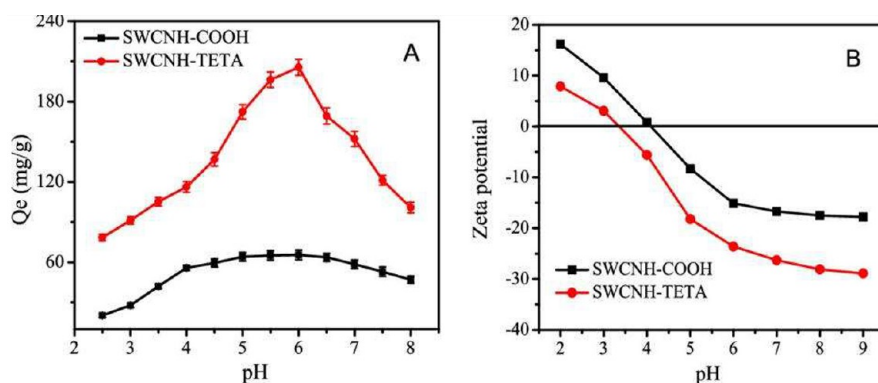 240
180
120
60
Qe (mg/g)
SWCNH-COOH
SWCNH-TETA
A
2 3 4 5 6 7 8
pH
20
10
0
-10
-20
-30
-40
Zeta potential
B
SWCNH-COOH
SWCNH-TETA
2 3 4 5 6 7 8 9
pH